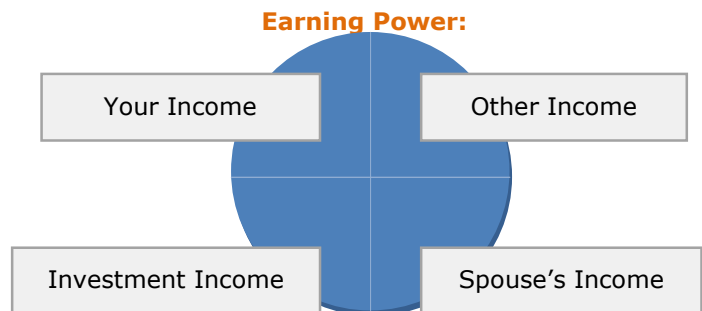 Earning Power:
Your Income
Other Income
Investment Income
Spouse’s Income